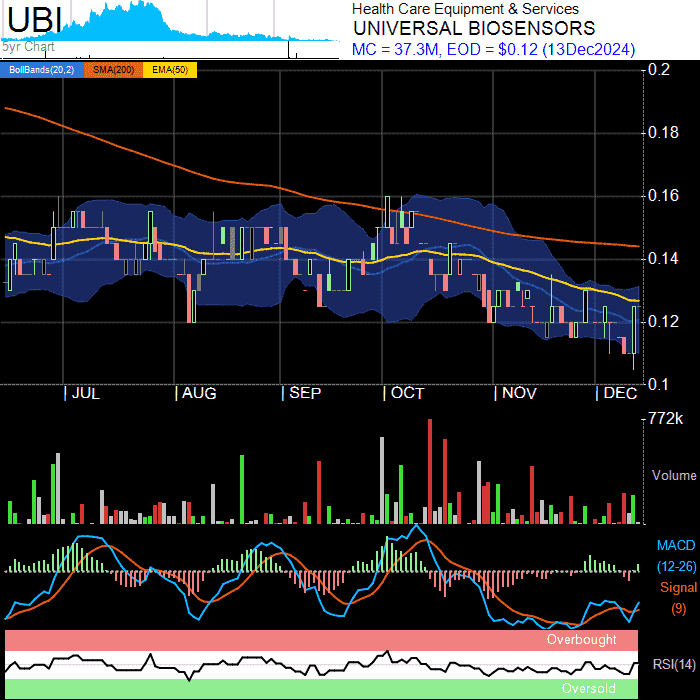 UBI
5yr Chart
Health Care Equipment & Services
UNIVERSAL BIOSENSORS
MC = 37.3M, EOD = $0.12 (13Dec2024)
BollBands(20,2) SMA(200) EMA(50)
0.2
0.18
0.16
0.14
0.12
0.1
JUL AUG SEP OCT NOV DEC
772k
Volume
MACD
(12-26)
Signal
(9)
Overbought
RSI(14)
Oversold